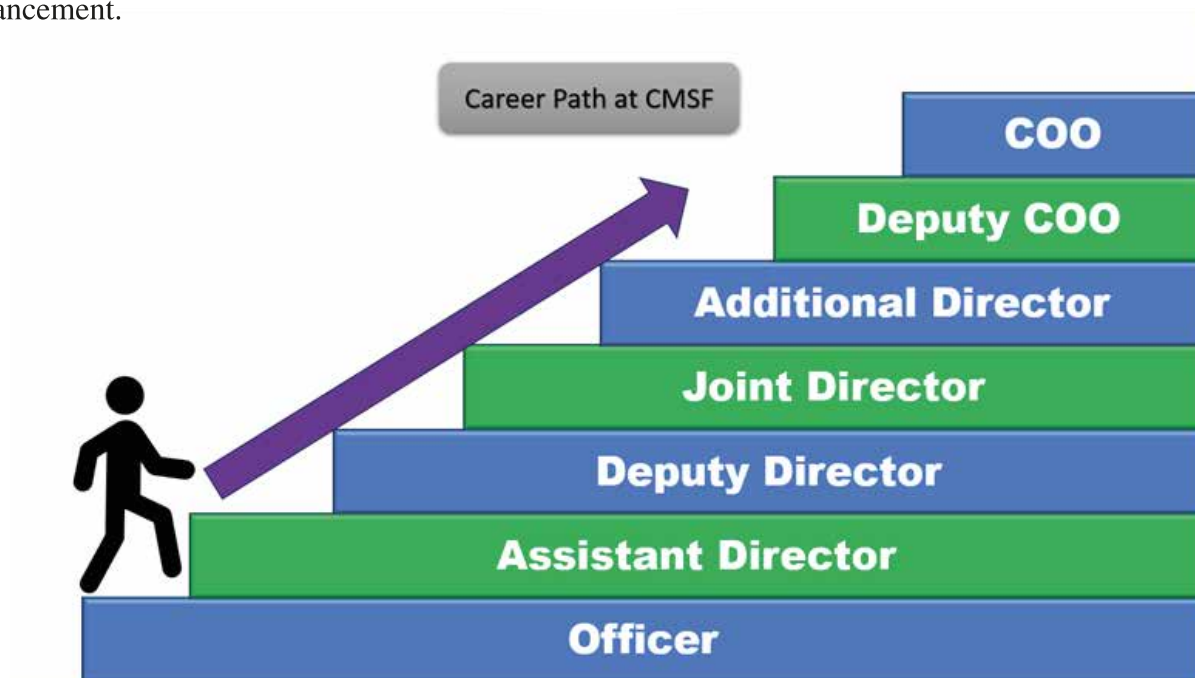 ancement.
Career Path at CMSF
COO
Deputy COO
Additional Director
Joint Director
Deputy Director
Assistant Director
Officer